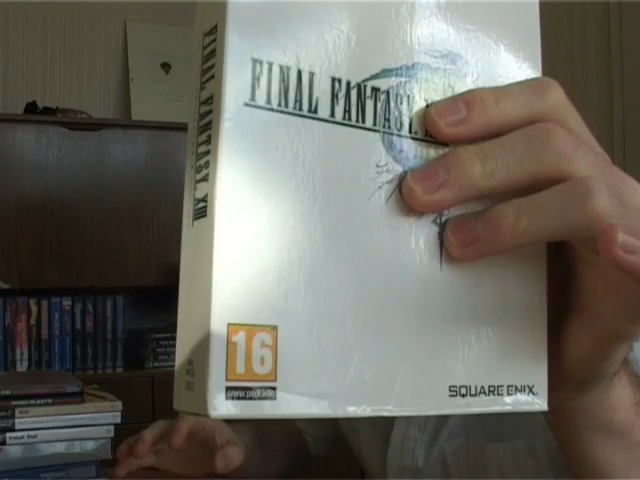 FINAL FANTASY XIII
FINAL FANTASY
16
www.pegi.info
SQUARE ENIX.